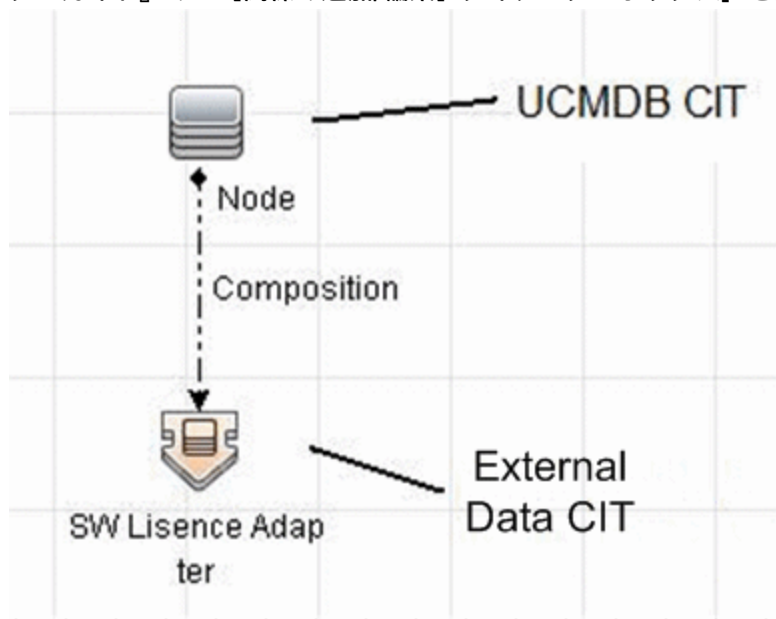 UCMDB CIT
Node
Composition
External
Data CIT
SW Lisence Adap
ter